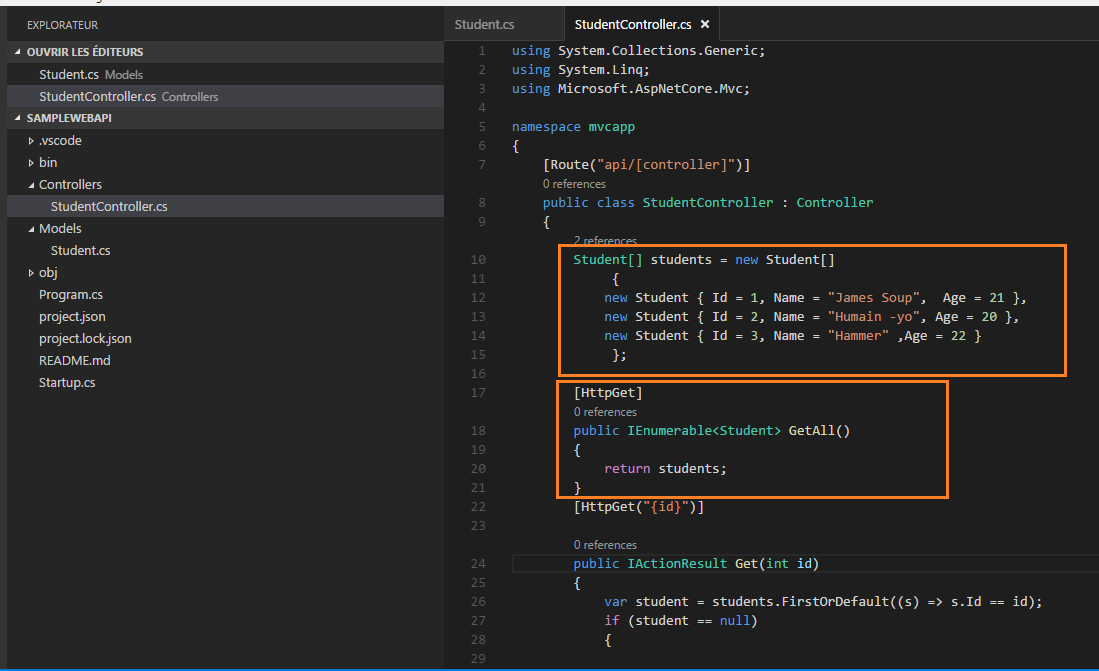 EXPLORATEUR
OUVRIR LES ÉDITEURS
Student.cs Models
StudentController.cs Controllers
SAMPLEWEBAPI
.vscode
bin
Controllers
StudentController.cs
Models
Student.cs
obj
Program.cs
project.json
project.lock.json
README.md
Startup.cs
Student.cs StudentController.cs ×
1 using System.Collections.Generic;
2 using System.Linq;
3 using Microsoft.AspNetCore.Mvc;
4
5 namespace mvcapp
6 {
7 [Route("api/[controller]")]
0 references
8 public class StudentController : Controller
9 {
2 references
10 Student[] students = new Student[]
11 {
12 new Student { Id = 1, Name = "James Soup",  Age = 21 },
13 new Student { Id = 2, Name = "Humain -yo", Age = 20 },
14 new Student { Id = 3, Name = "Hammer" ,Age = 22 }
15 };
16
17 [HttpGet]
0 references
18 public IEnumerable<Student> GetAll()
19 {
20 return students;
21 }
22 [HttpGet("{id}")]
23
0 references
24 public IActionResult Get(int id)
25 {
26 var student = students.FirstOrDefault((s) => s.Id == id);
27 if (student == null)
28 {
29